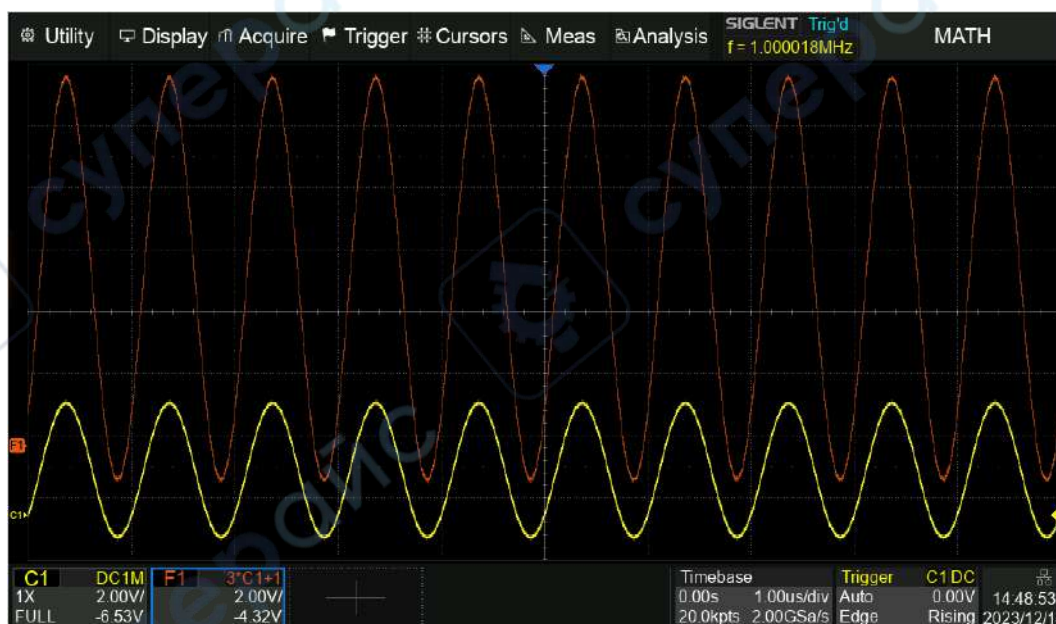 Utility Display Acquire Trigger Cursors Meas Analysis SIGLENT Trig'd MATH
f = 1.000018MHz
F1
C1
C1 DC1M F1 3*C1+1 Timebase Trigger C1 DC
1X 2.00V/ 2.00V/ 0.00s 1.00us/div Auto 0.00V 14:48:53
FULL -6.53V -4.32V 20.0kpts 2.00GSa/s Edge Rising 2023/12/1
суперайс